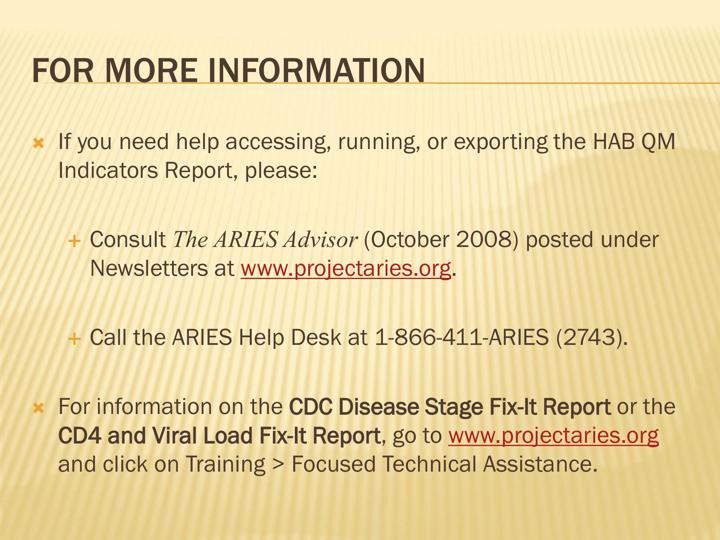 FOR MORE INFORMATION
If you need help accessing, running, or exporting the HAB QM
Indicators Report, please:
Consult The ARIES Advisor (October 2008) posted under
Newsletters at www.projectaries.org.
Call the ARIES Help Desk at 1-866-411-ARIES (2743).
For information on the CDC Disease Stage Fix-It Report or the
CD4 and Viral Load Fix-It Report, go to www.projectaries.org
and click on Training > Focused Technical Assistance.